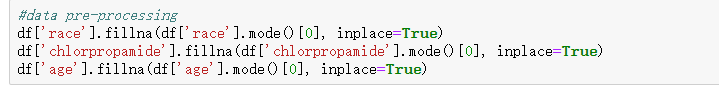 #data pre-processing
df['race'].fillna(df['race'].mode()[0], inplace=True)
df['chlorpropamide'].fillna(df['chlorpropamide'].mode()[0], inplace=True)
df['age'].fillna(df['age'].mode()[0], inplace=True)